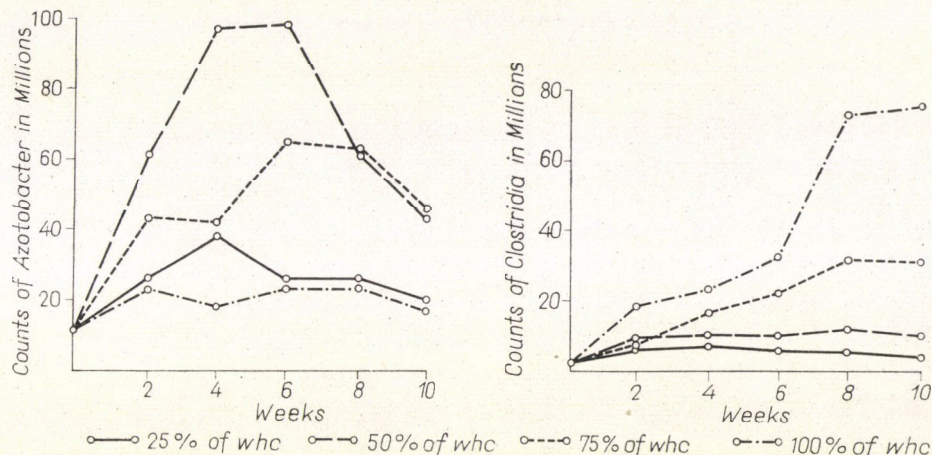 Counts of Azotobacter in Millions
100
80
60
40
20
2 4 6 8 10
Weeks
Counts of Clostridia in Millions
80
60
40
20
2 4 6 8 10
Weeks
25% of whc 50% of whc 75% of whc 100% of whc